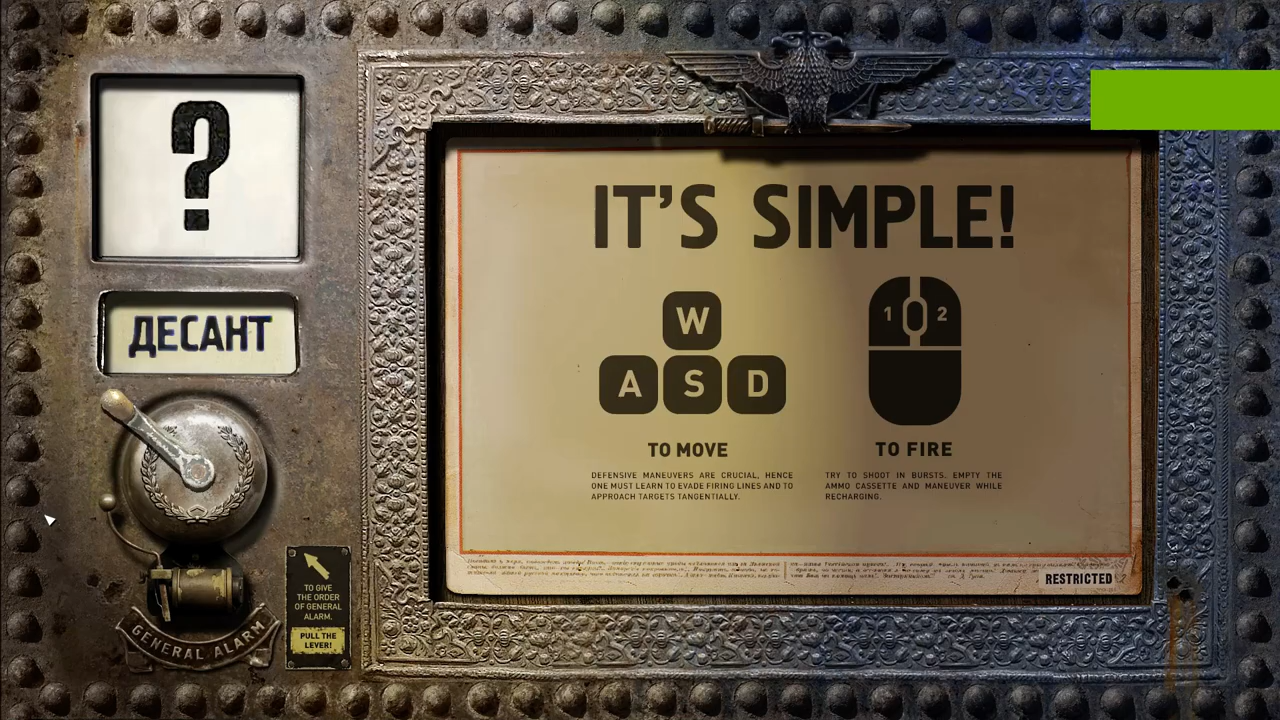 ?
ДЕСАНТ
GENERAL ALARM
TO GIVE
THE ORDER
OF GENERAL
ALARM.
PULL THE
LEVER!
IT'S SIMPLE!
W
A S D
1 2
TO MOVE
DEFENSIVE MANEUVERS ARE CRUCIAL, HENCE
ONE MUST LEARN TO EVADE FIRING LINES AND TO
APPROACH TARGETS TANGENTIALLY.
TO FIRE
TRY TO SHOOT IN BURSTS. EMPTY THE
AMMO CASSETTE AND MANEUVER WHILE
RECHARGING.
RESTRICTED